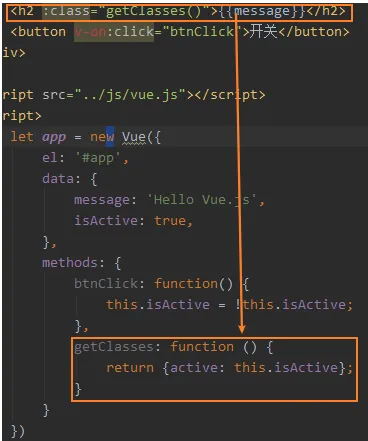 <h2 :class="getClasses()">{{message}}</h2>
<button v-on:click="btnClick">开关</button>
iv>
ript src="../js/vue.js"></script>
ript>
let app = new Vue({
el: '#app',
data: {
message: 'Hello Vue.js',
isActive: true,
},
methods: {
btnClick: function() {
this.isActive = !this.isActive;
},
getClasses: function () {
return {active: this.isActive};
}
}
})